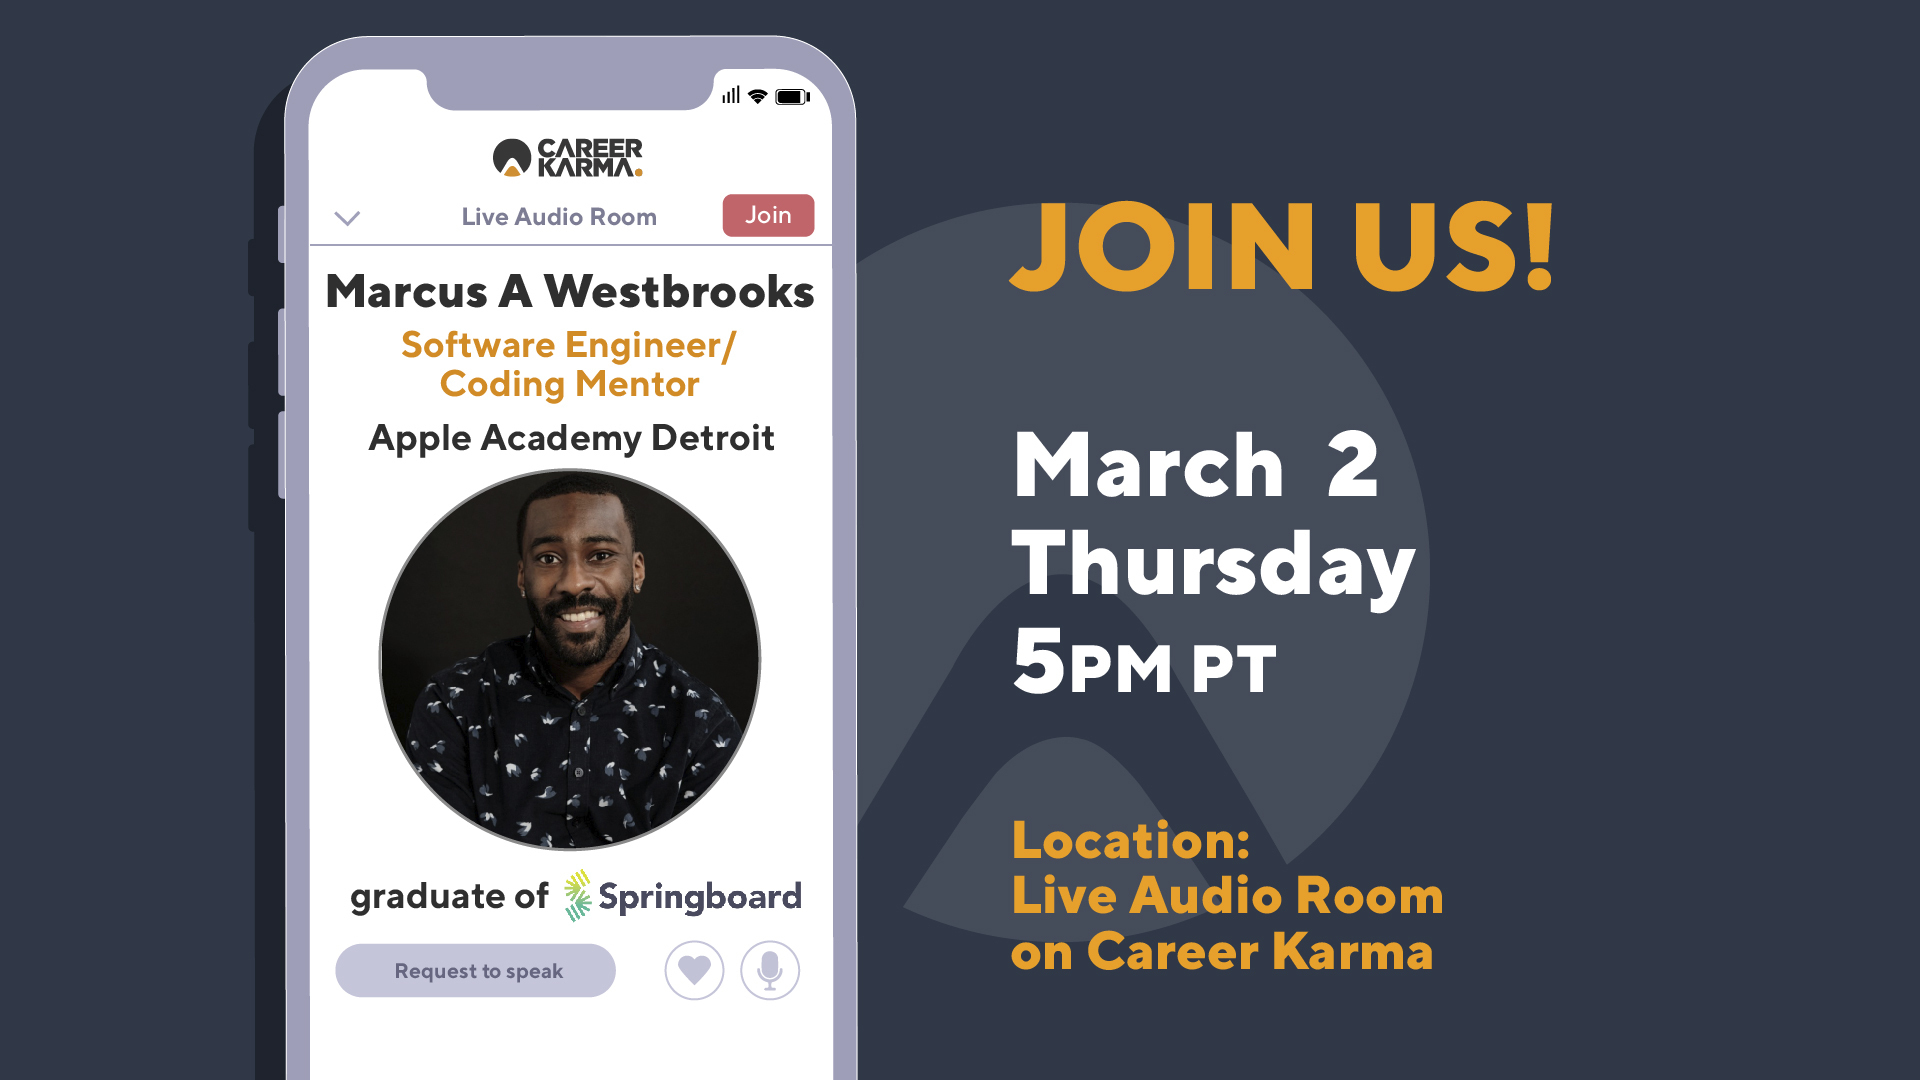 CAREER
KARMA.
Live Audio Room
Join
Marcus A Westbrooks
Software Engineer/
Coding Mentor
Apple Academy Detroit
graduate of Springboard
Request to speak
JOIN US!
March 2
Thursday
5PM PT
Location:
Live Audio Room
on Career Karma